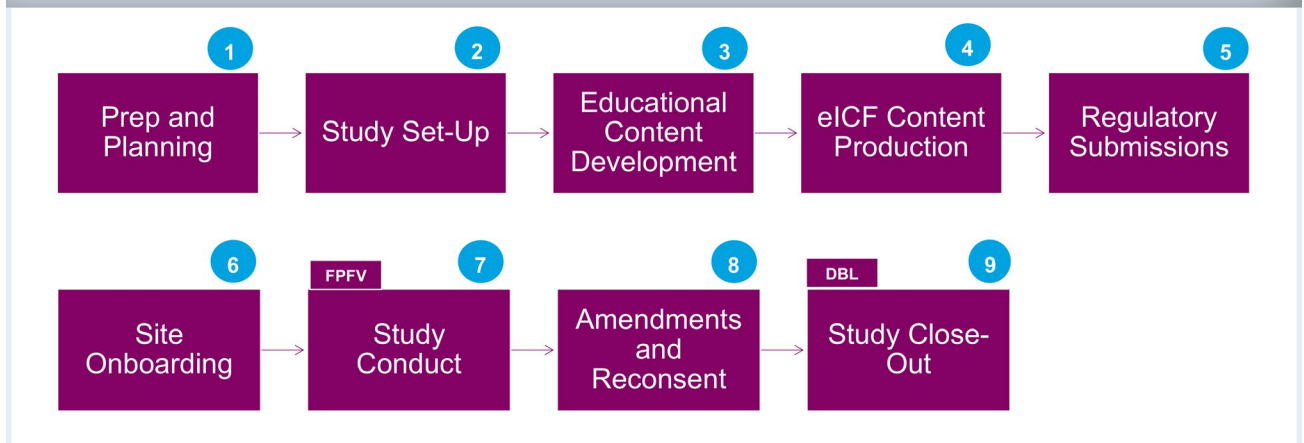 1
Prep and
Planning
2
Study Set-Up
3
Educational
Content
Development
4
eICF Content
Production
5
Regulatory
Submissions
6
Site
Onboarding
FPFV
7
Study
Conduct
8
Amendments
and
Reconsent
DBL
9
Study Close-
Out